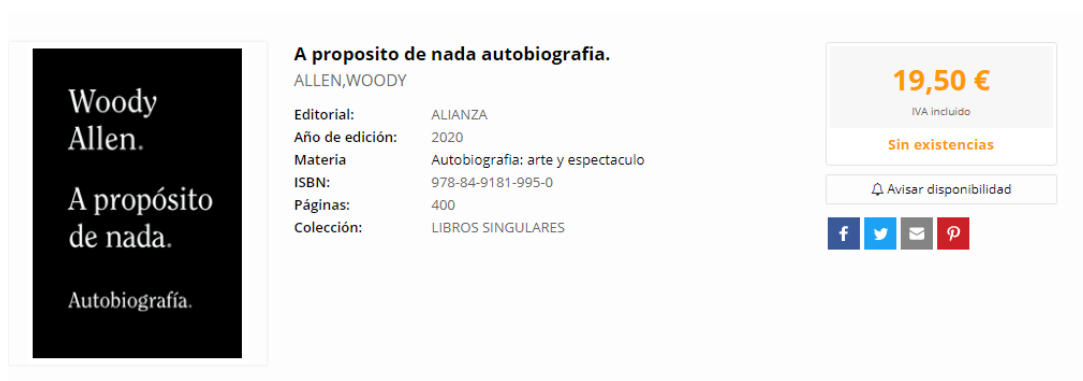 Woody
Allen.
A propósito
de nada.
Autobiografía.
A proposito de nada autobiografia.
ALLEN,WOODY
Editorial: ALIANZA
Año de edición: 2020
Materia Autobiografia: arte y espectaculo
ISBN: 978-84-9181-995-0
Páginas: 400
Colección: LIBROS SINGULARES
19,50 €
IVA incluido
Sin existencias
Avisar disponibilidad